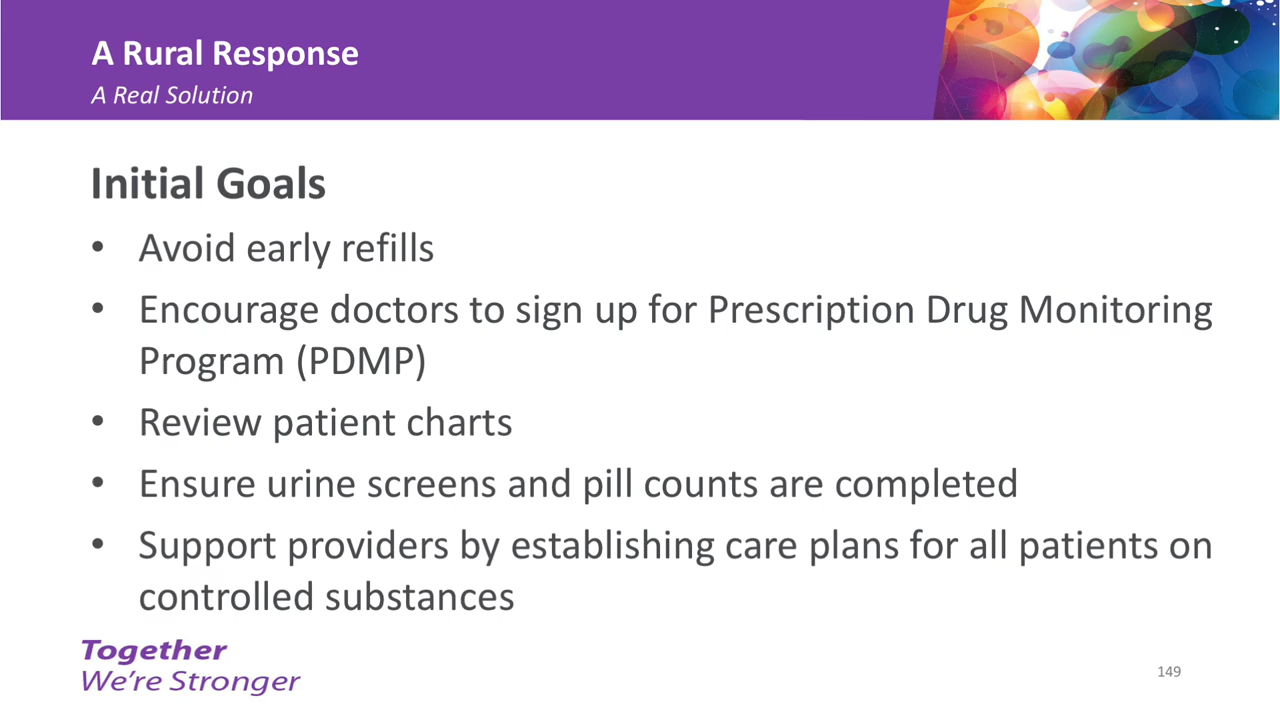 A Rural Response
A Real Solution
Initial Goals
• Avoid early refills
• Encourage doctors to sign up for Prescription Drug Monitoring
Program (PDMP)
• Review patient charts
• Ensure urine screens and pill counts are completed
• Support providers by establishing care plans for all patients on
controlled substances
Together
We're Stronger
149